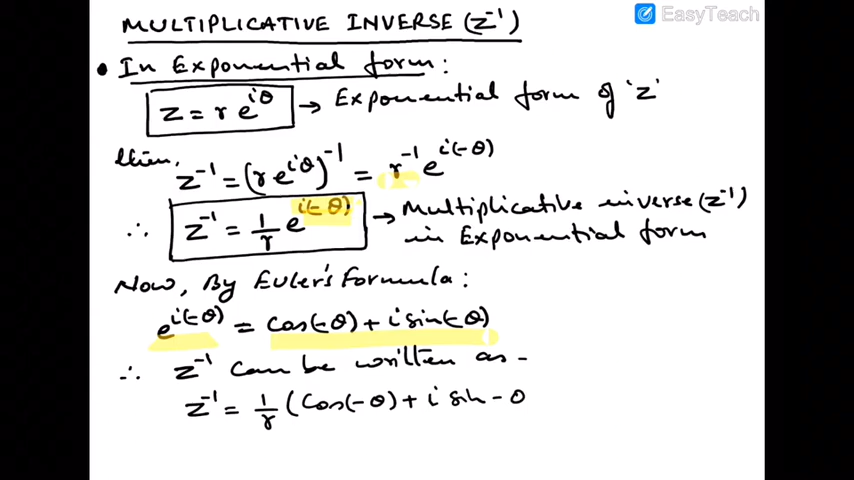 EasyTeach
MULTIPLICATIVE INVERSE (z⁻¹)
• In Exponential form:
z = r e^{iθ} → Exponential form of 'z'
then, z⁻¹ = (r e^{iθ})⁻¹ = r⁻¹ e^{i(-θ)}
∴ z⁻¹ = 1/r e^{i(-θ)} → Multiplicative inverse (z⁻¹)
in Exponential form
Now, By Euler's Formula:
e^{i(-θ)} = cos(-θ) + i sin(-θ)
∴ z⁻¹ can be written as -
z⁻¹ = 1/r (cos(-θ) + i sin - θ